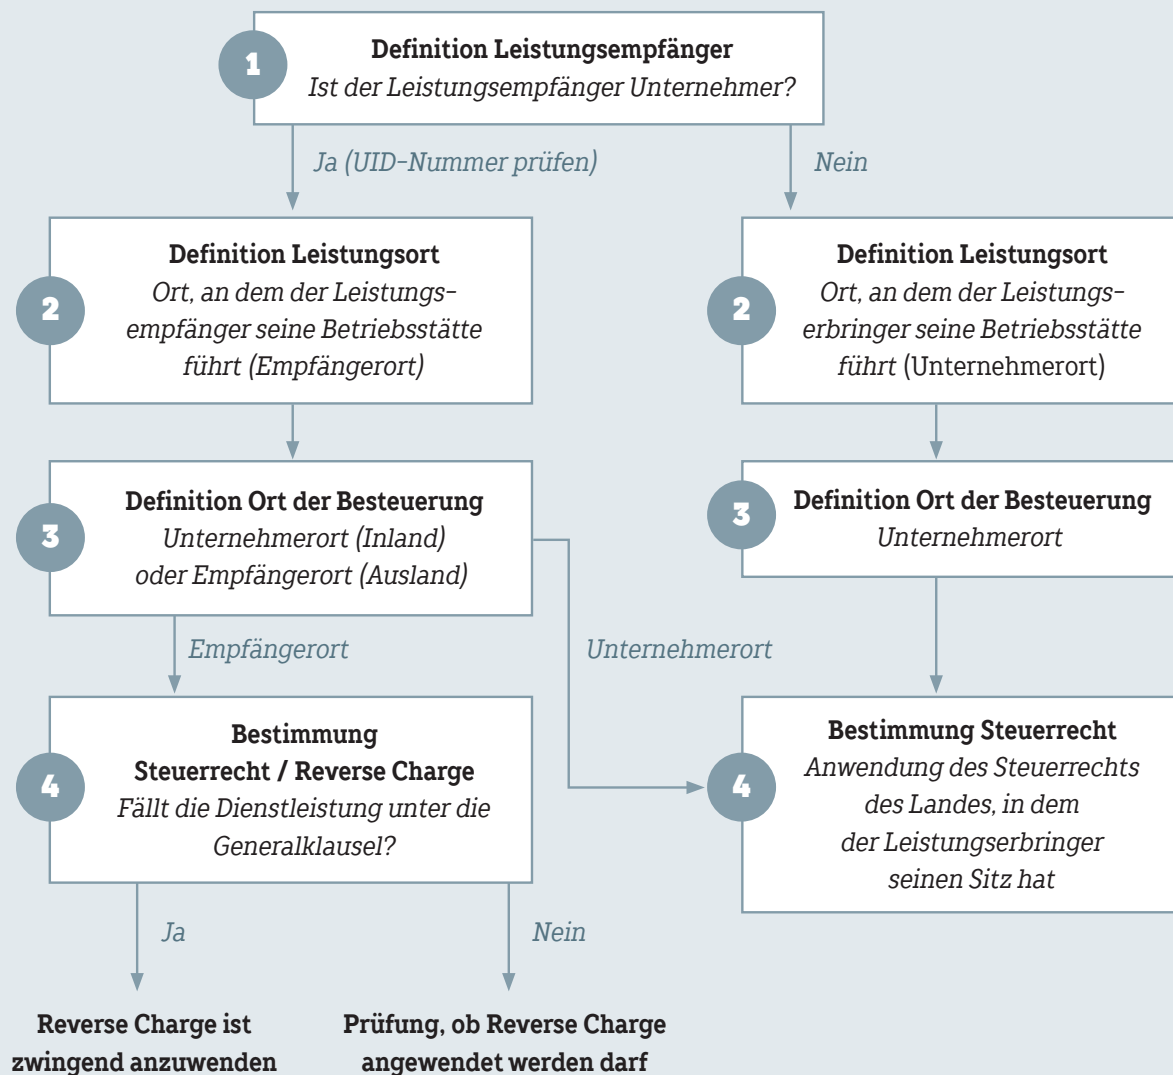 1
Definition Leistungsempfänger
Ist der Leistungsempfänger Unternehmer?
Ja (UID-Nummer prüfen)
Nein
2
Definition Leistungsort
Ort, an dem der Leistungs-
empfänger seine Betriebsstätte
führt (Empfängerort)
2
Definition Leistungsort
Ort, an dem der Leistungs-
erbringer seine Betriebsstätte
führt (Unternehmerort)
3
Definition Ort der Besteuerung
Unternehmerort (Inland)
oder Empfängerort (Ausland)
3
Definition Ort der Besteuerung
Unternehmerort
Empfängerort
Unternehmerort
4
Bestimmung
Steuerrecht / Reverse Charge
Fällt die Dienstleistung unter die
Generalklausel?
4
Bestimmung Steuerrecht
Anwendung des Steuerrechts
des Landes, in dem
der Leistungserbringer
seinen Sitz hat
Ja
Nein
Reverse Charge ist
zwingend anzuwenden
Prüfung, ob Reverse Charge
angewendet werden darf